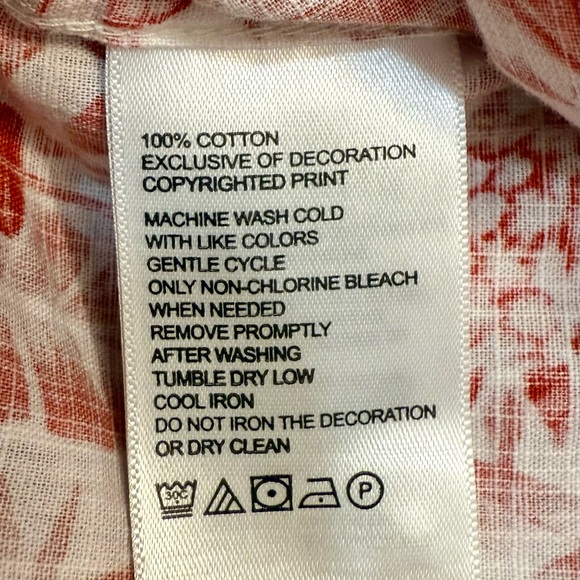 100% COTTON
EXCLUSIVE OF DECORATION
COPYRIGHTED PRINT
MACHINE WASH COLD
WITH LIKE COLORS
GENTLE CYCLE
ONLY NON-CHLORINE BLEACH
WHEN NEEDED
REMOVE PROMPTLY
AFTER WASHING
TUMBLE DRY LOW
COOL IRON
DO NOT IRON THE DECORATION
OR DRY CLEAN
30C P